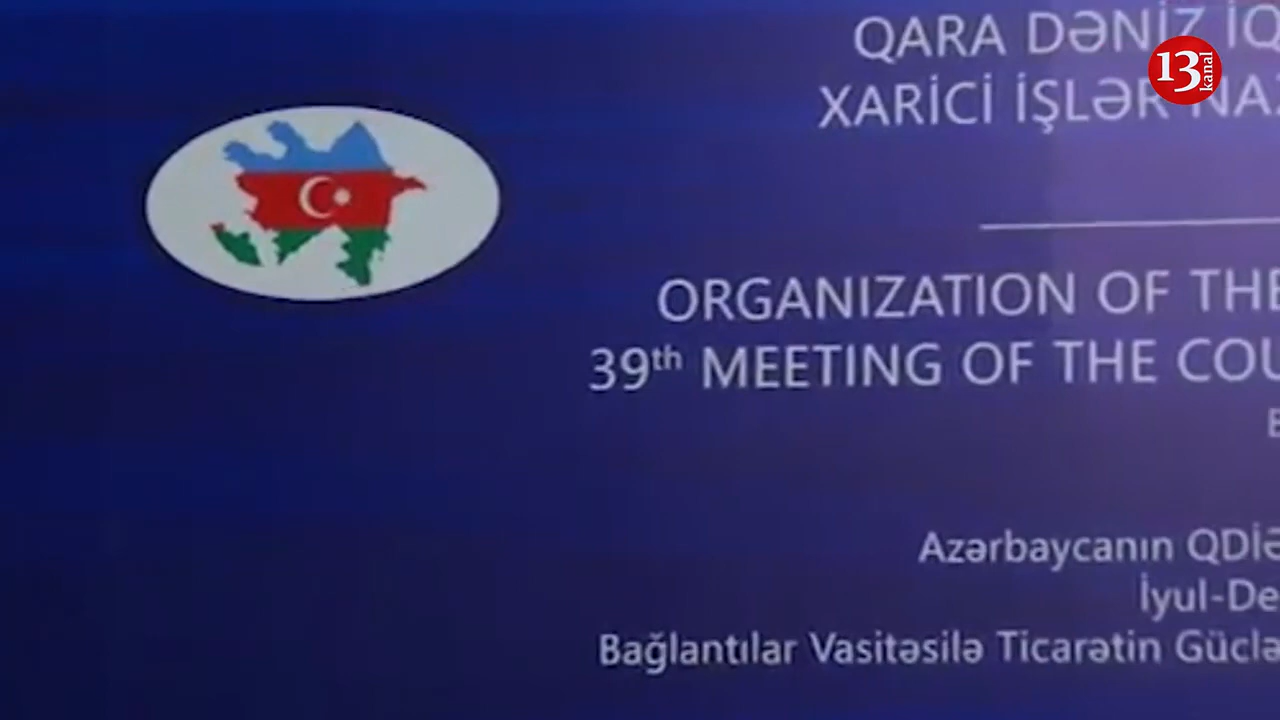 QARA DƏNİZ İQ
13 kanal
XARİCİ İŞLƏR NAZ
ORGANIZATION OF THE
39th MEETING OF THE COU
Azərbaycanın QDİƏ
İyul-De
Bağlantılar Vasitəsilə Ticarətin Güclə